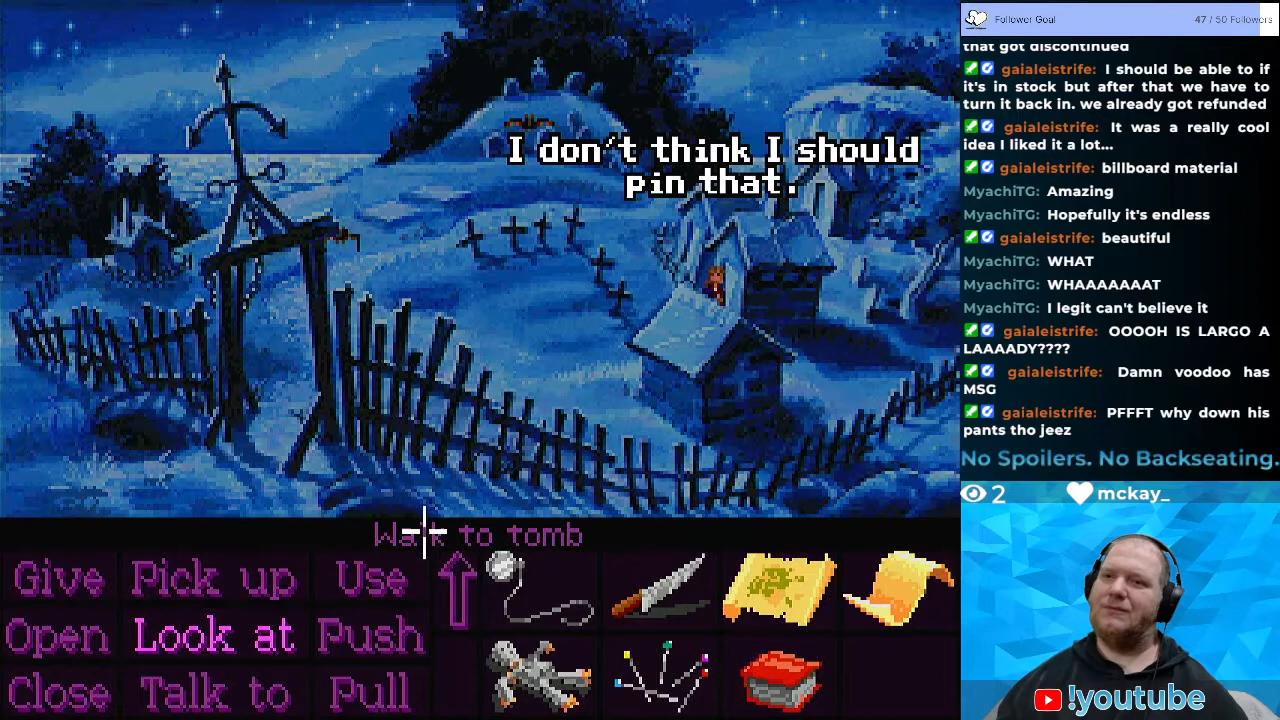 I don't think I should
pin that.
Walk to tomb
Give
Pick up
Use
Open
Look at
Push
Close
Talk to
Pull
Follower Goal
47 / 50 Followers
that got discontinued
gaialeistrife: I should be able to if
it's in stock but after that we have to
turn it back in. we already got refunded
gaialeistrife: It was a really cool
idea I liked it a lot...
gaialeistrife: billboard material
MyachiTG: Amazing
MyachiTG: Hopefully it's endless
gaialeistrife: beautiful
MyachiTG: WHAT
MyachiTG: WHAAAAAAAT
MyachiTG: I legit can't believe it
gaialeistrife: OOOOH IS LARGO A
LAAAADY????
gaialeistrife: Damn voodoo has
MSG
gaialeistrife: PFFFT why down his
pants tho jeez
No Spoilers. No Backseating.
2
mckay_
!youtube